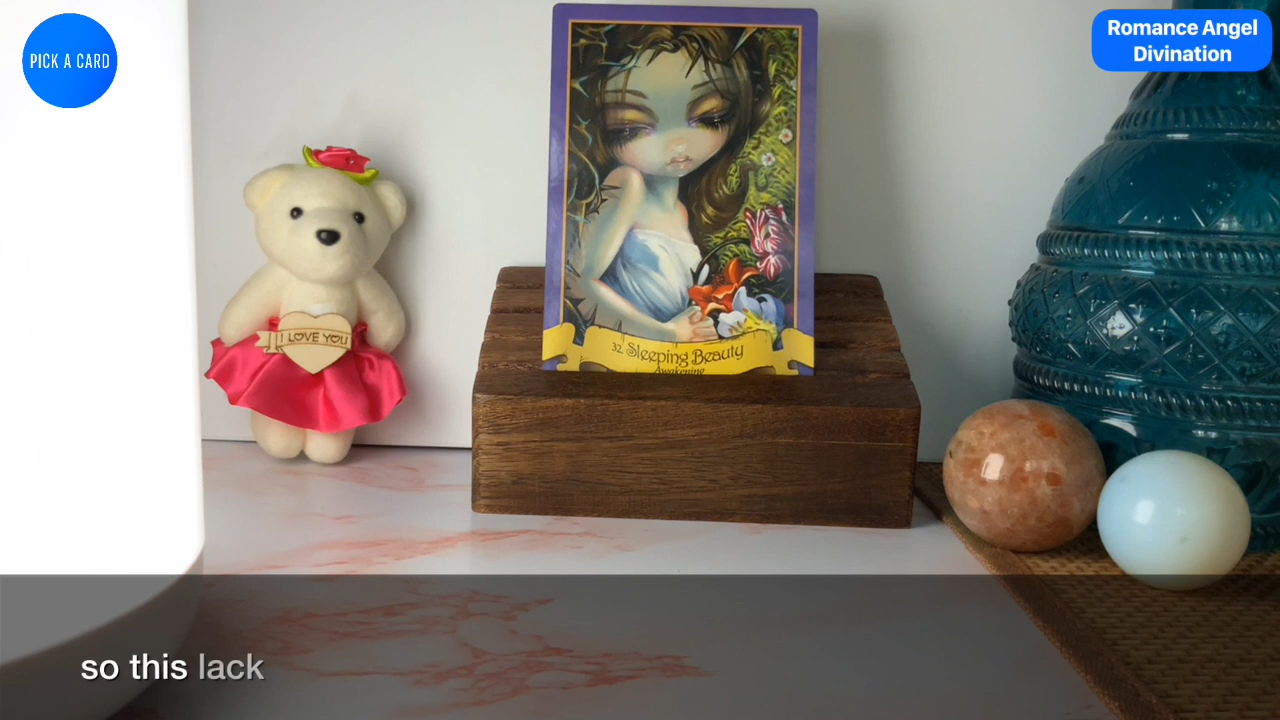 PICK A CARD
Romance Angel
Divination
I LOVE YOU
32 Sleeping Beauty
Awakening
so this lack